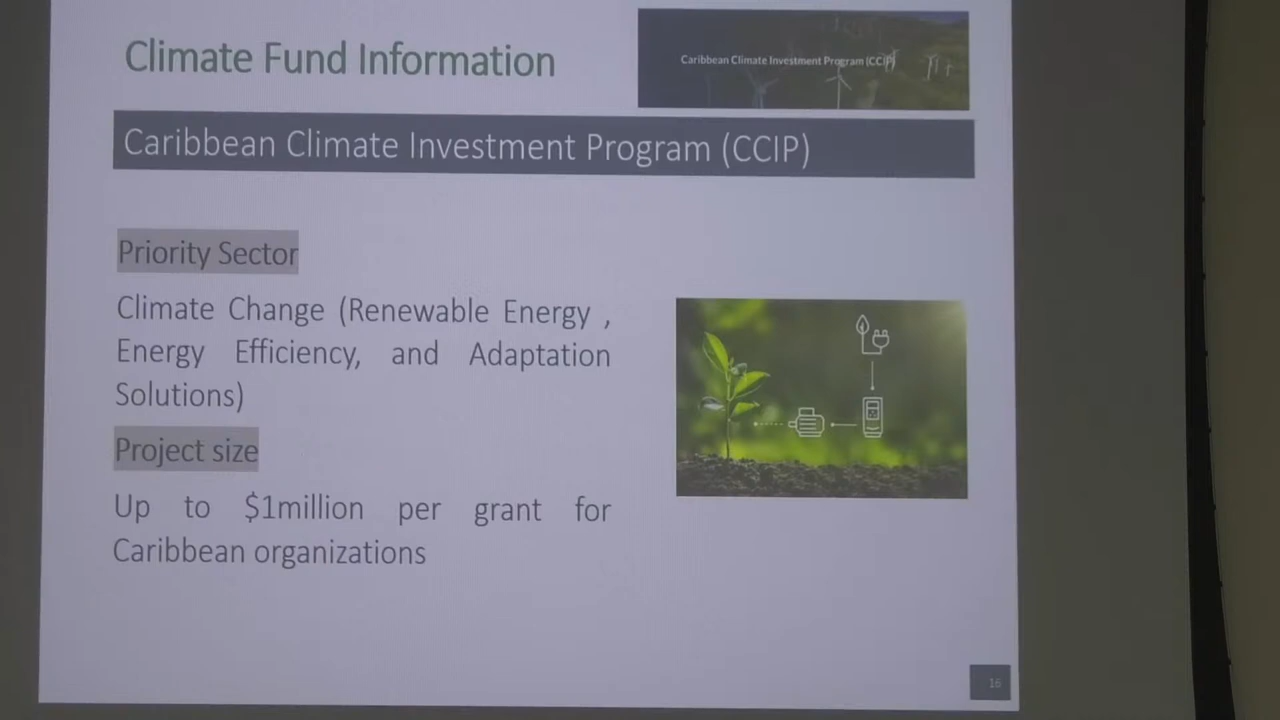 Climate Fund Information
Caribbean Climate Investment Program (CCIP)
Caribbean Climate Investment Program (CCIP)
Priority Sector
Climate Change (Renewable Energy ,
Energy Efficiency, and Adaptation
Solutions)
Project size
Up to $1million per grant for
Caribbean organizations
16